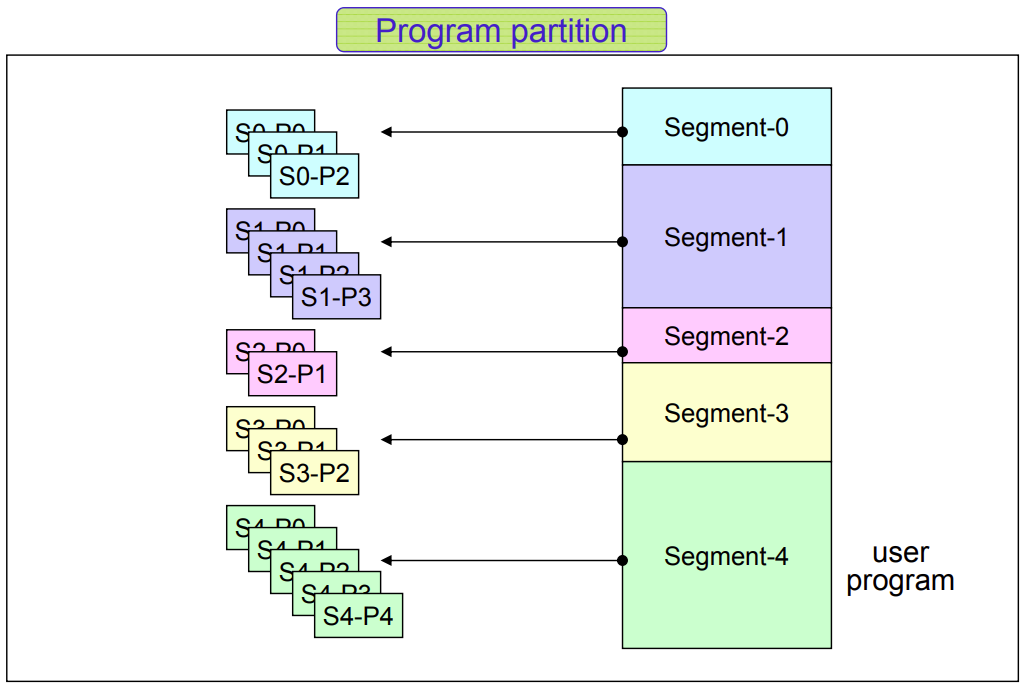 Program partition
S0-P0
S0-P1
S0-P2
Segment-0
S1-P0
S1-P1
S1-P2
S1-P3
Segment-1
S2-P0
S2-P1
Segment-2
S3-P0
S3-P1
S3-P2
Segment-3
S4-P0
S4-P1
S4-P2
S4-P3
S4-P4
Segment-4
user
program